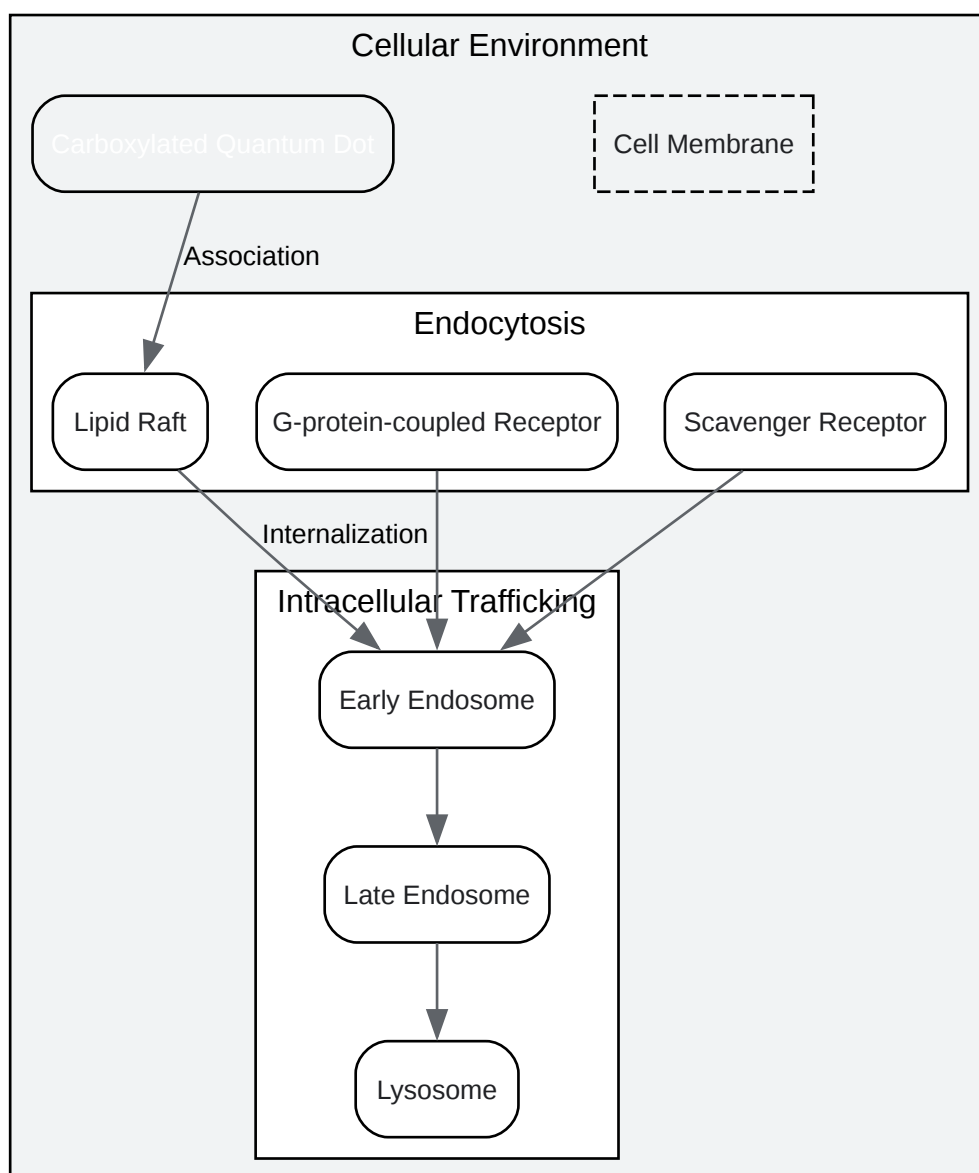 Cellular Environment
Carboxylated Quantum Dot
Cell Membrane
Association
Endocytosis
Lipid Raft
G-protein-coupled Receptor
Scavenger Receptor
Internalization
Intracellular Trafficking
Early Endosome
Late Endosome
Lysosome